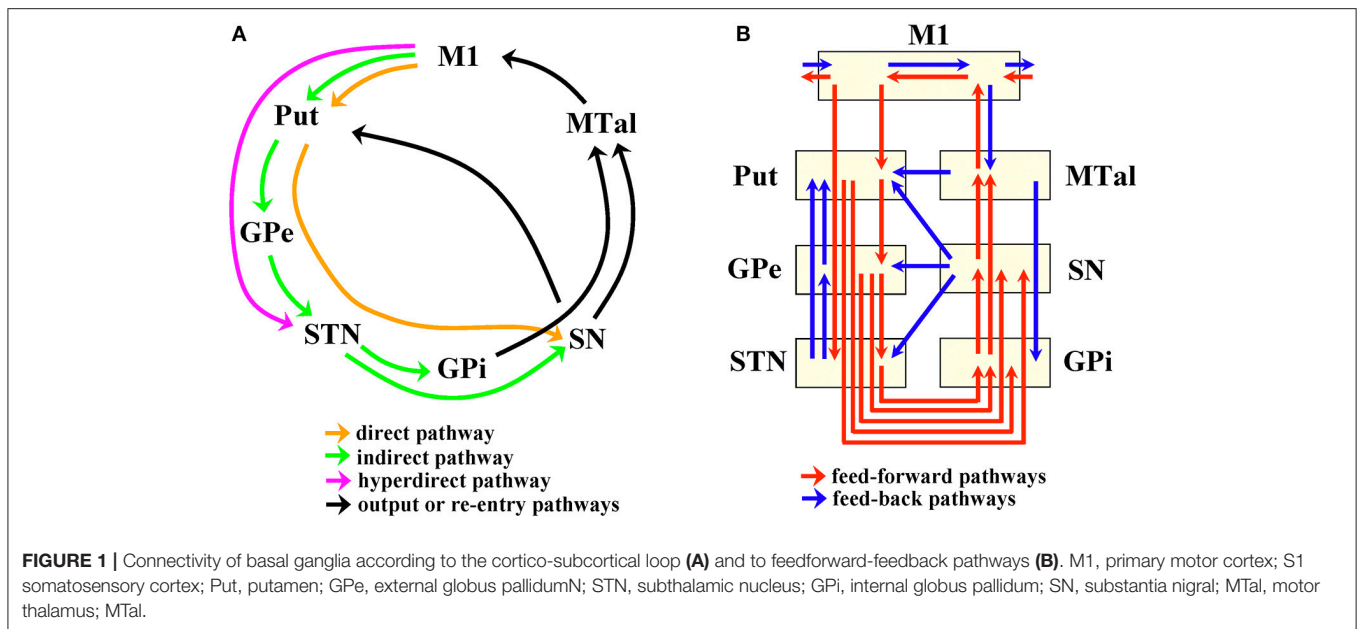 A
M1
Put
MTal
GPe
STN
GPi
SN
direct pathway
indirect pathway
hyperdirect pathway
output or re-entry pathways
B
M1
Put
MTal
GPe
SN
STN
GPi
feed-forward pathways
feed-back pathways
FIGURE 1 | Connectivity of basal ganglia according to the cortico-subcortical loop (A) and to feedforward-feedback pathways (B). M1, primary motor cortex; S1
somatosensory cortex; Put, putamen; GPe, external globus pallidumN; STN, subthalamic nucleus; GPi, internal globus pallidum; SN, substantia nigral; MTal, motor
thalamus; MTal.